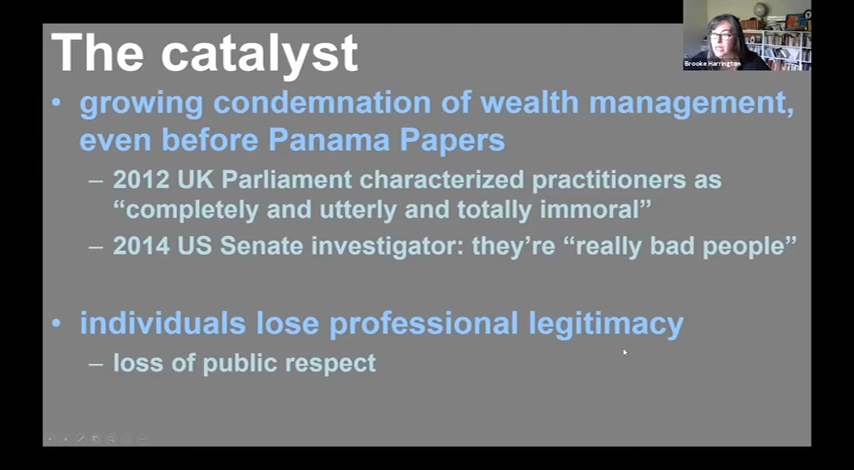 The catalyst
Brooke Harrington
• growing condemnation of wealth management,
even before Panama Papers
– 2012 UK Parliament characterized practitioners as
“completely and utterly and totally immoral”
– 2014 US Senate investigator: they’re “really bad people”
• individuals lose professional legitimacy
– loss of public respect